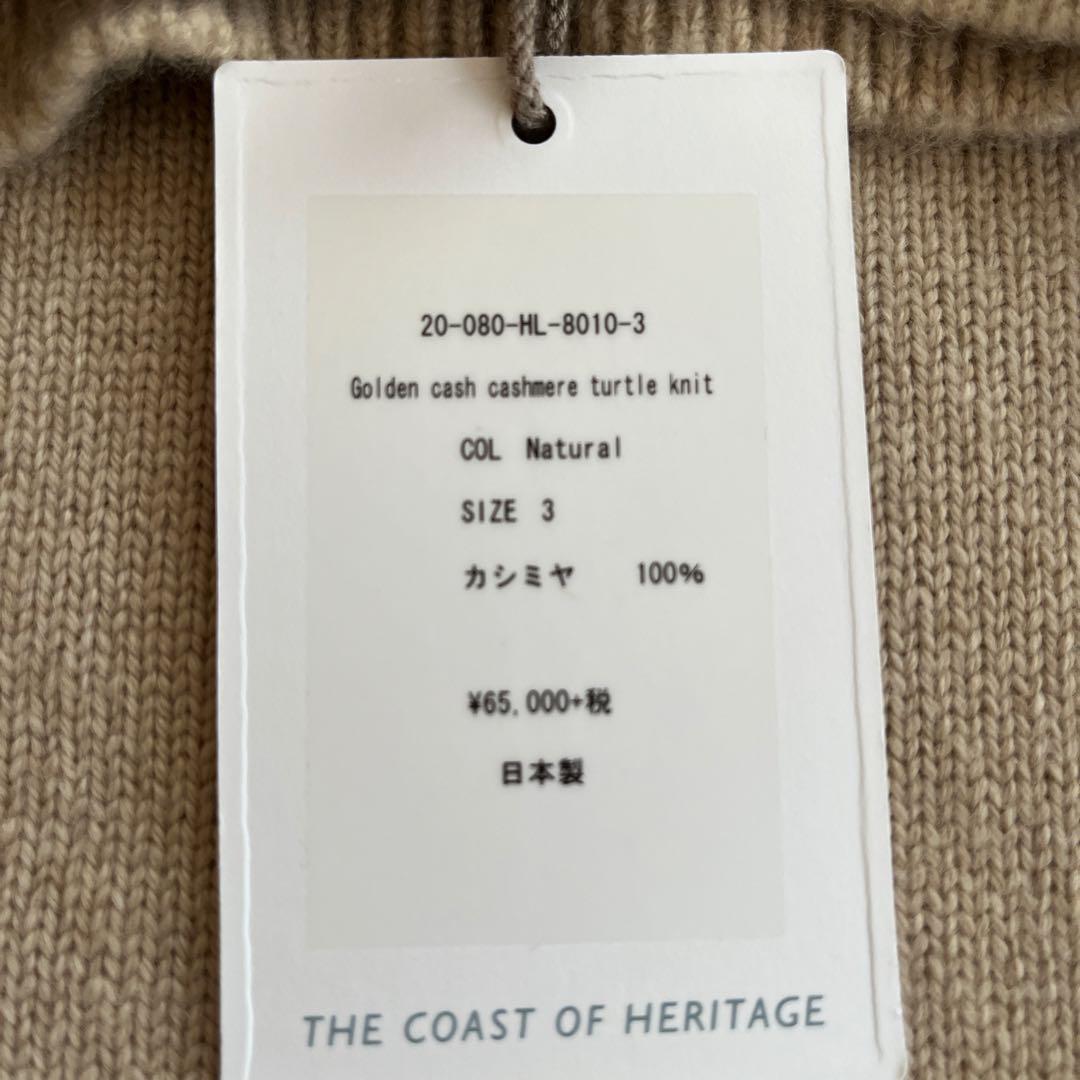 20-080-HL-8010-3
Golden cash cashmere turtle knit
COL Natural
SIZE 3
カシミヤ 100%
¥65,000+税
日本製
THE COAST OF HERITAGE